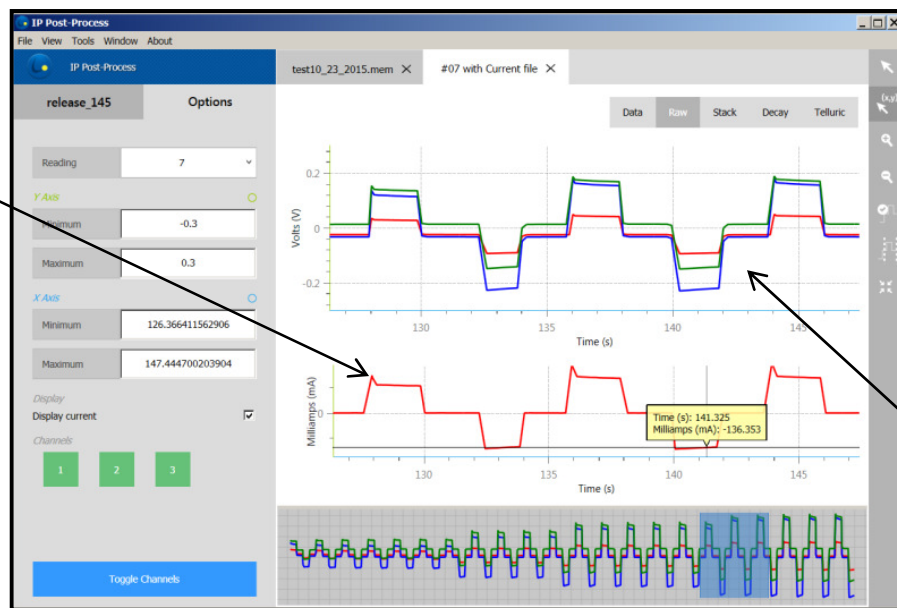 IP Post-Process
File View Tools Window About
IP Post-Process
release_145
Options
Reading
7
Y Axis
Minimum
-0.3
Maximum
0.3
X Axis
Minimum
126.366411562906
Maximum
147.444700203904
Display
Display current
Channels
1 2 3
Toggle Channels
test10_23_2015.mem
#07 with Current file
Data Raw Stack Decay Telluric
Volts (V)
0.2
0
-0.2
130 135 140 145
Time (s)
Milliamps (mA)
0
Time (s): 141.325
Milliamps (mA): -136.353
130 135 140 145
Time (s)
(x,y)